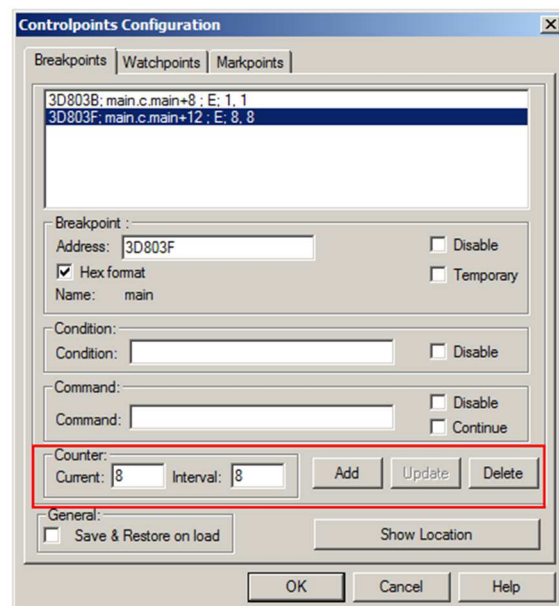 Controlpoints Configuration
Breakpoints Watchpoints Markpoints
3D803B; main.c.main+8 ; E; 1, 1
3D803F; main.c.main+12 ; E; 8, 8
Breakpoint :
Address: 3D803F Disable
Hex format Temporary
Name: main
Condition:
Condition: Disable
Command:
Disable
Command: Continue
Counter:
Current: 8 Interval: 8 Add Update Delete
General:
Save & Restore on load Show Location
OK Cancel Help